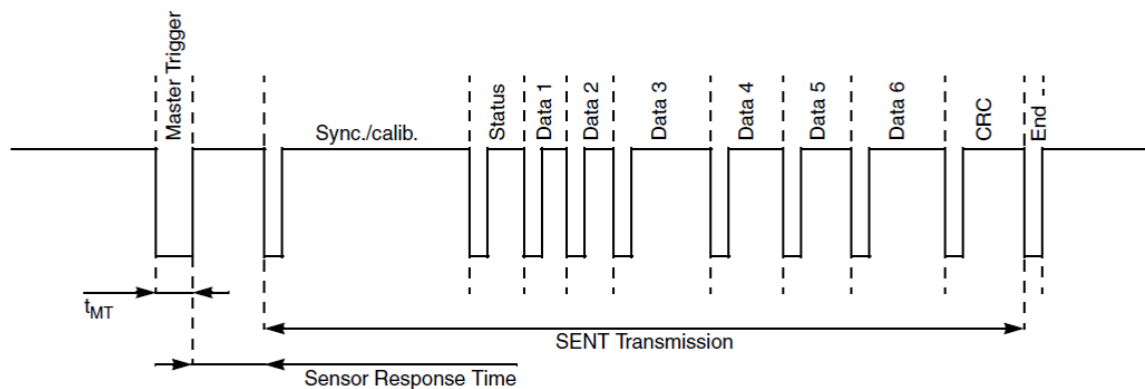 Master Trigger
Sync./calib.
Status
Data 1
Data 2
Data 3
Data 4
Data 5
Data 6
CRC
End
tMT
SENT Transmission
Sensor Response Time